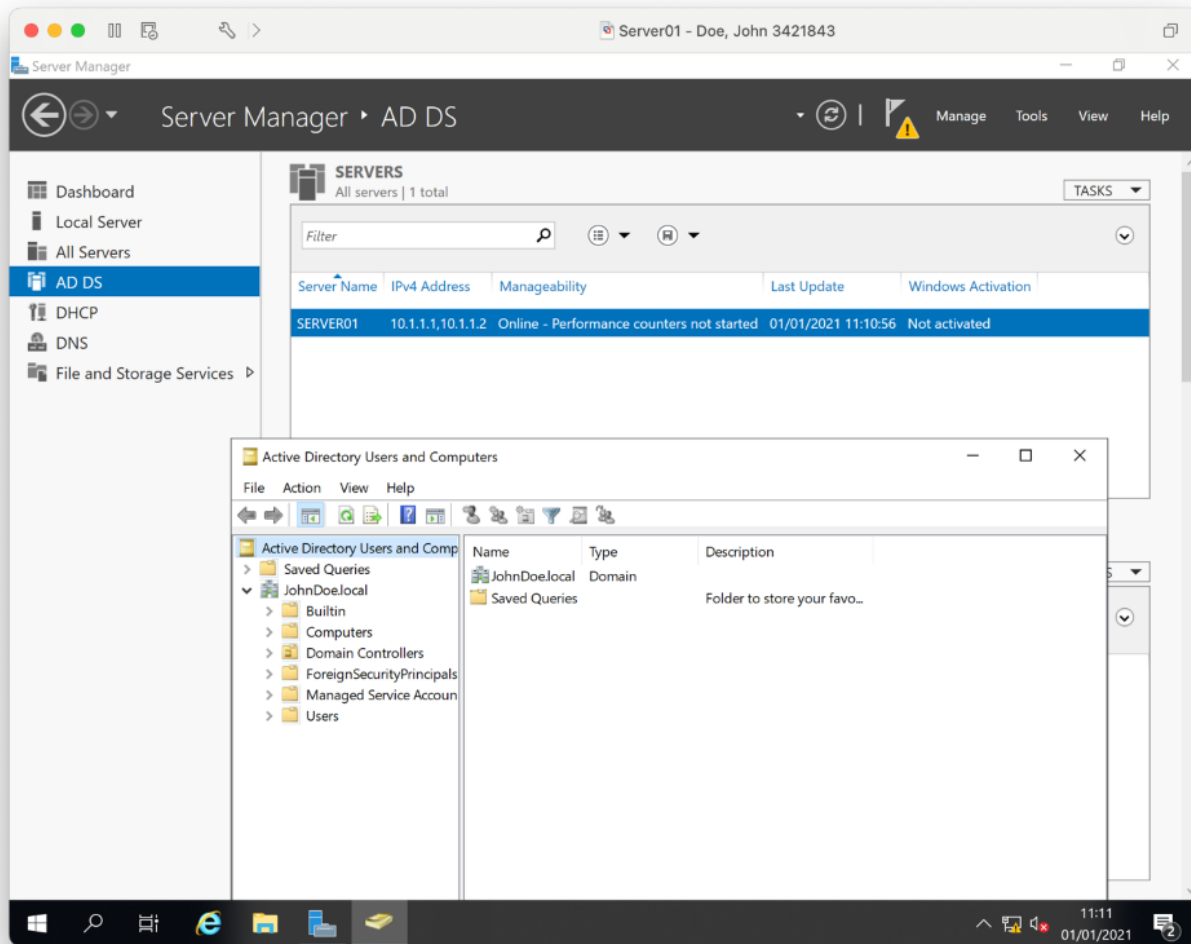 Server01 - Doe, John 3421843
Server Manager
Server Manager ‣ AD DS
Manage Tools View Help
Dashboard
Local Server
All Servers
AD DS
DHCP
DNS
File and Storage Services
SERVERS
All servers | 1 total
TASKS
Filter
Server Name IPv4 Address Manageability Last Update Windows Activation
SERVER01 10.1.1.1,10.1.1.2 Online - Performance counters not started 01/01/2021 11:10:56 Not activated
Active Directory Users and Computers
File Action View Help
Active Directory Users and Comp
Saved Queries
JohnDoe.local
Builtin
Computers
Domain Controllers
ForeignSecurityPrincipals
Managed Service Accoun
Users
Name Type Description
JohnDoe.local Domain
Saved Queries Folder to store your favo...
S
11:11
01/01/2021
2